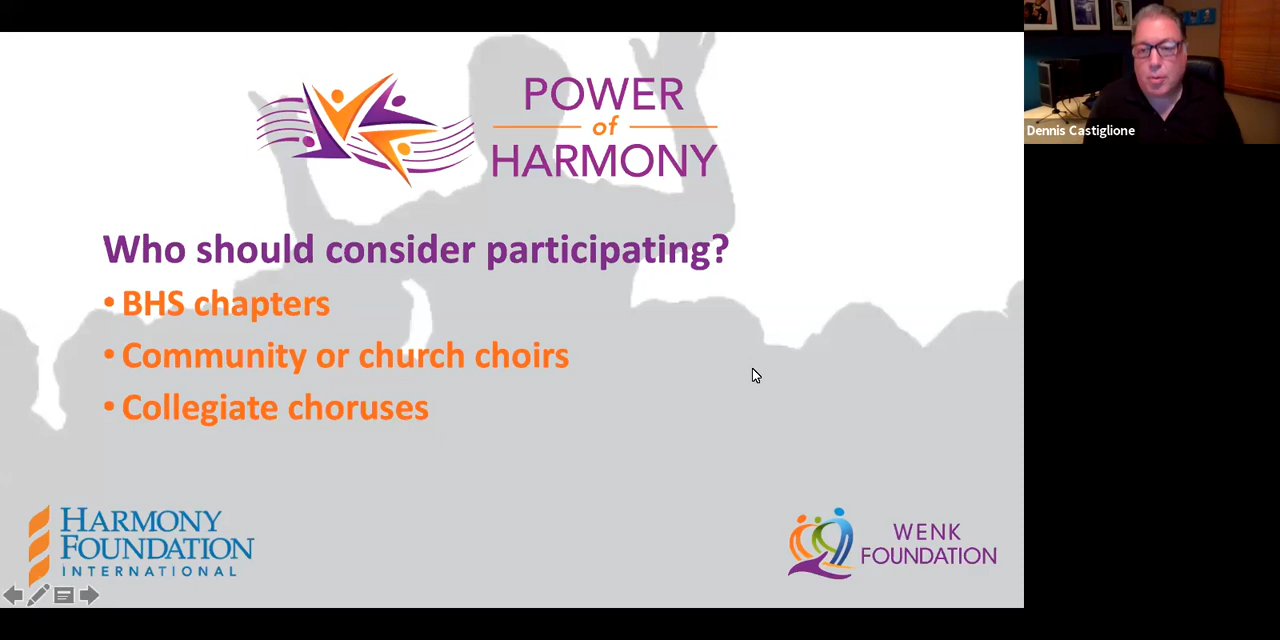 POWER
of
HARMONY
Dennis Castiglione
Who should consider participating?
• BHS chapters
• Community or church choirs
• Collegiate choruses
HARMONY
FOUNDATION
INTERNATIONAL
WENK
FOUNDATION